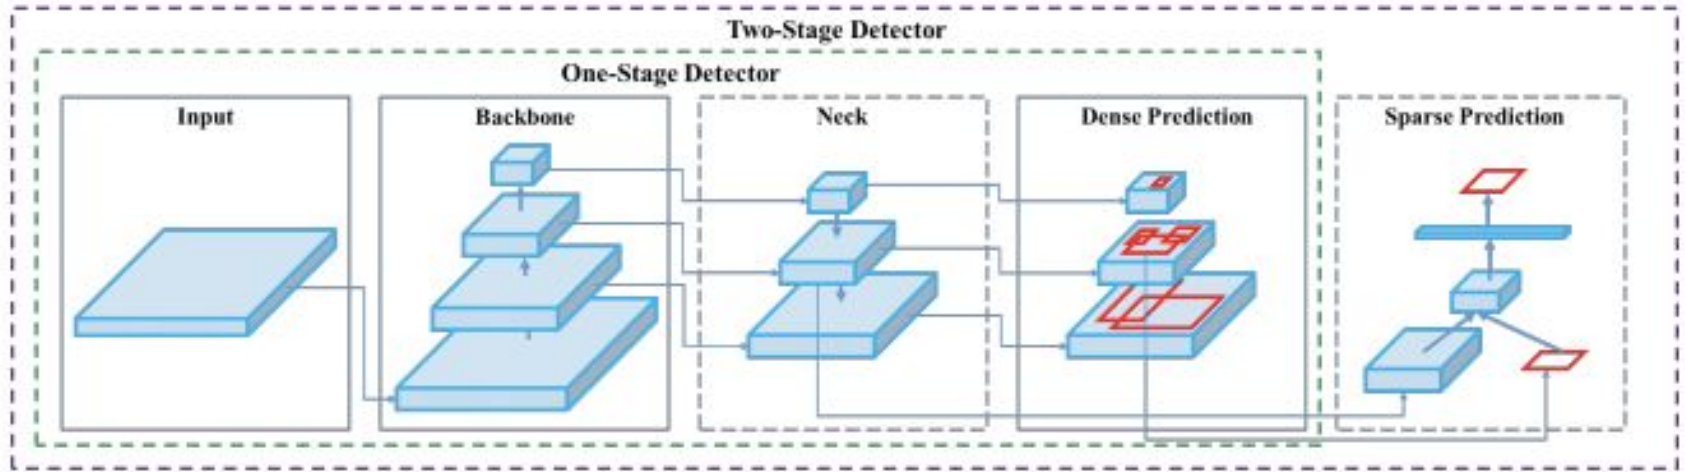 Two-Stage Detector
One-Stage Detector
Input
Backbone
Neck
Dense Prediction
Sparse Prediction